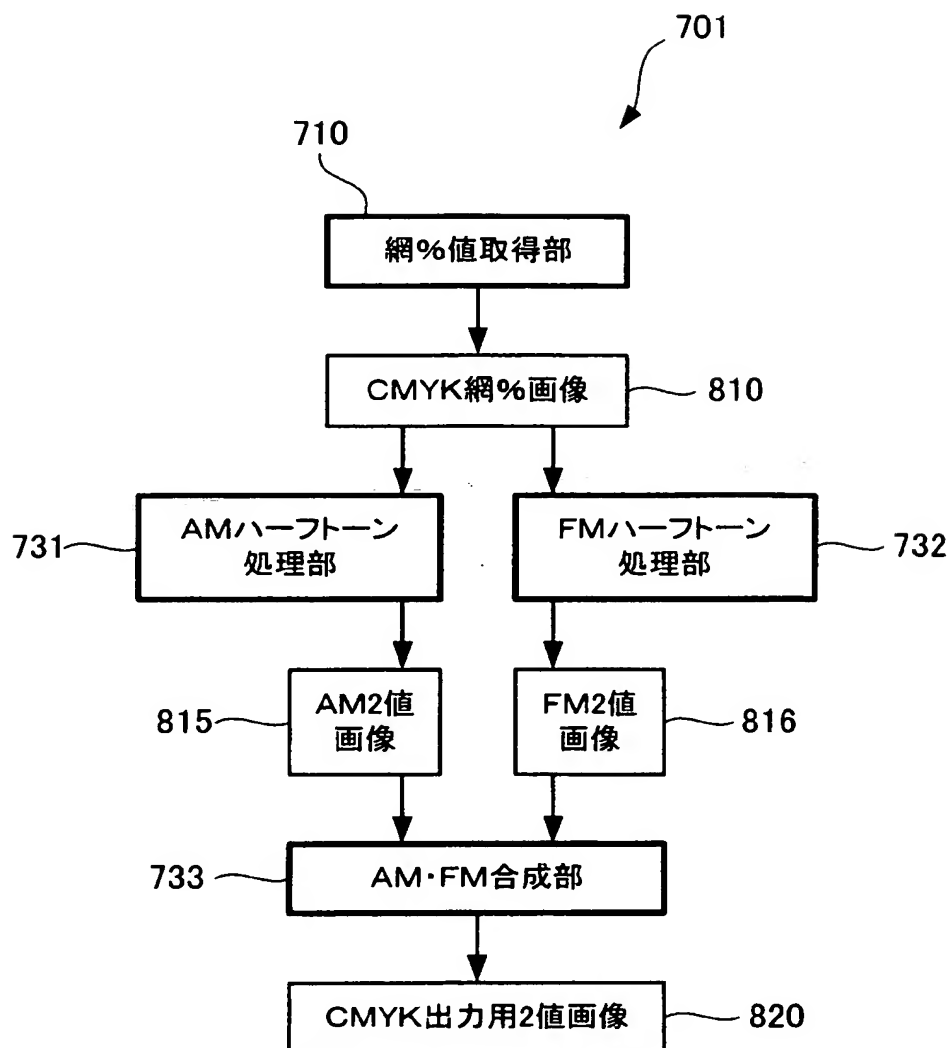 701
710
網%値取得部
CMYK網%画像
810
731
AMハーフトーン
処理部
FMハーフトーン
処理部
732
815
AM2値
画像
FM2値
画像
816
733
AM・FM合成部
CMYK出力用2値画像
820